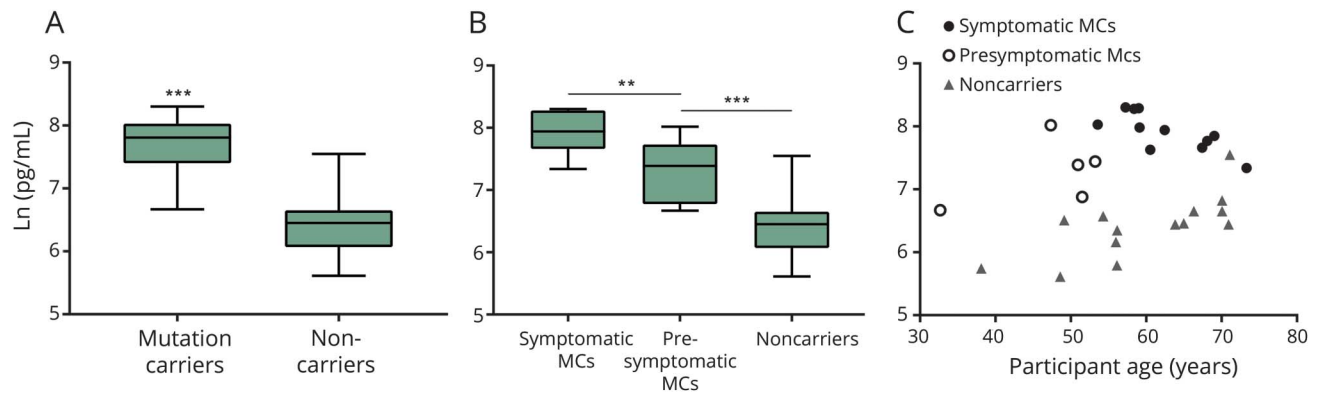 A
Ln (pg/mL)
9
8
7
6
5
***
Mutation
carriers
Non-
carriers
B
9
8
7
6
5
**
***
Symptomatic
MCs
Pre-
symptomatic
MCs
Noncarriers
C
Symptomatic MCs
Presymptomatic Mcs
Noncarriers
9
8
7
6
5
30 40 50 60 70 80
Participant age (years)